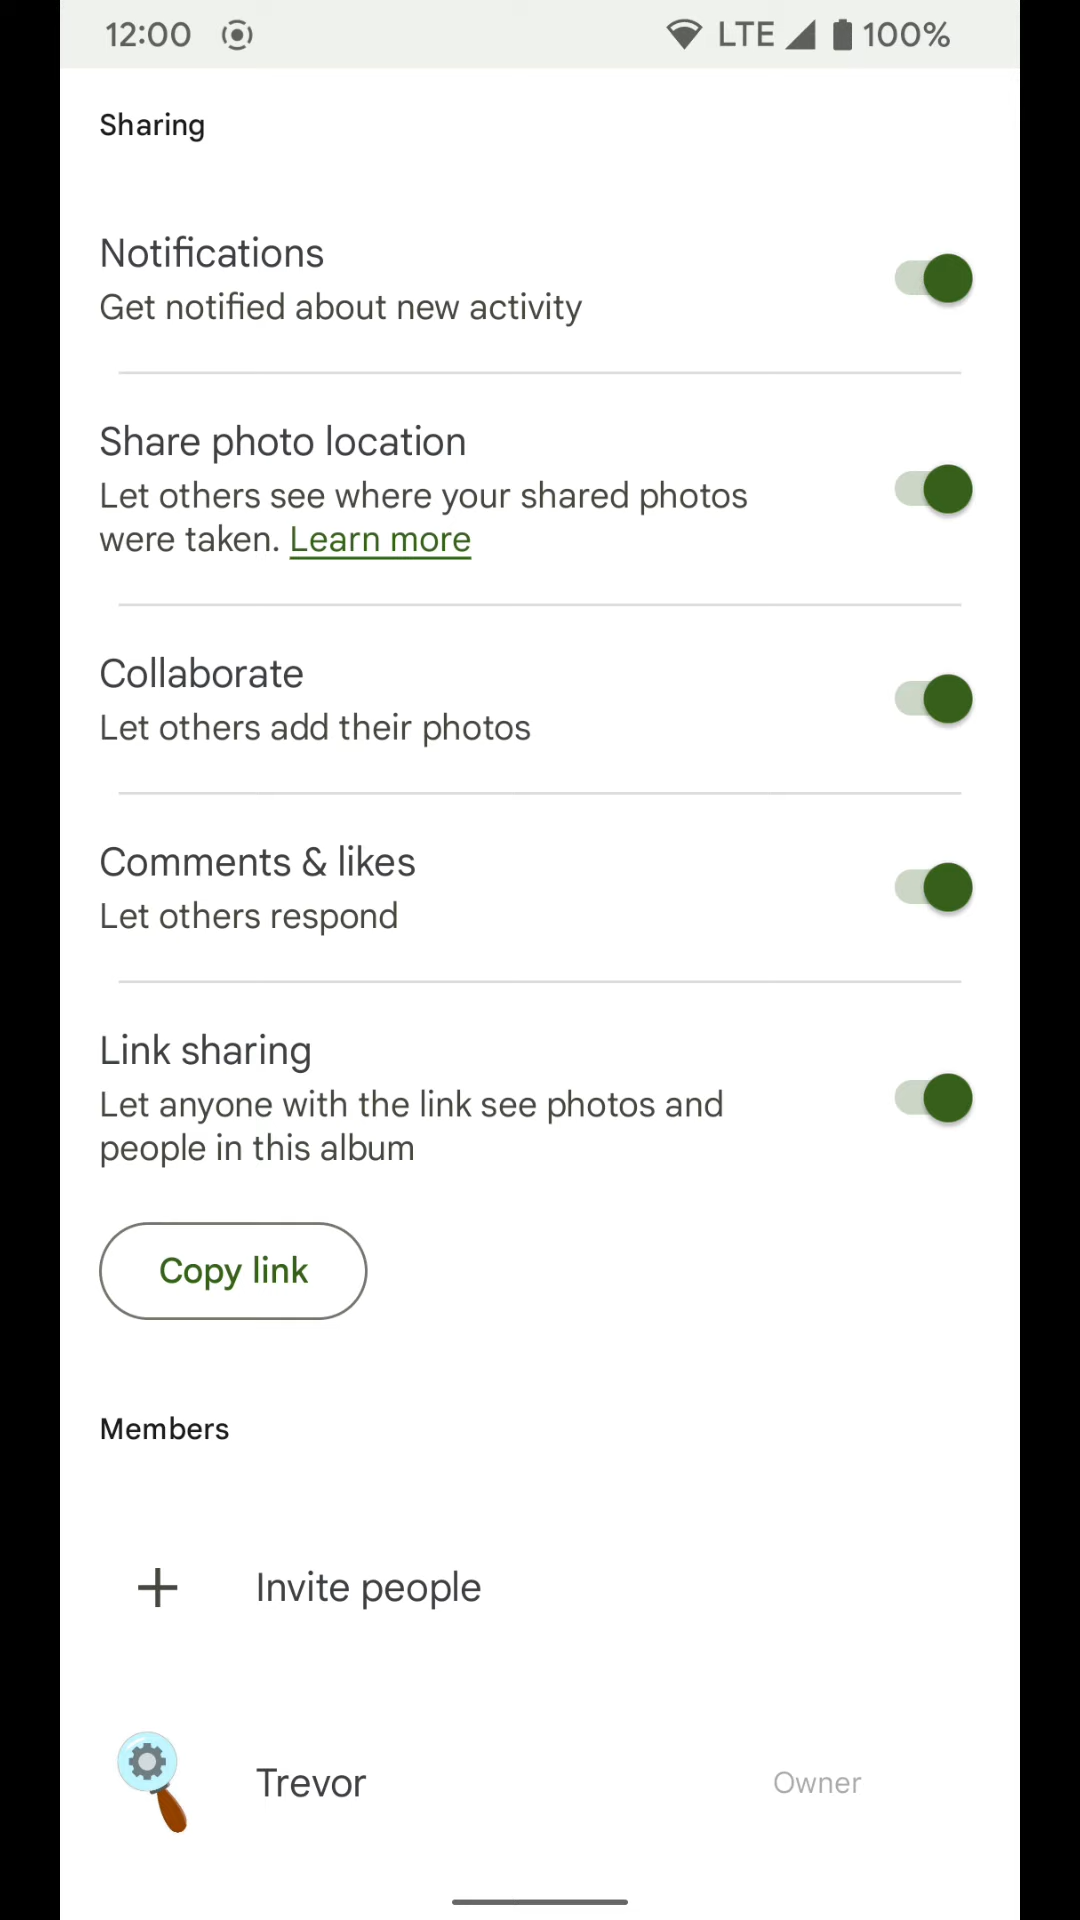 12:00 LTE 100%
Sharing
Notifications
Get notified about new activity
Share photo location
Let others see where your shared photos
were taken. Learn more
Collaborate
Let others add their photos
Comments & likes
Let others respond
Link sharing
Let anyone with the link see photos and
people in this album
Copy link
Members
Invite people
Trevor Owner